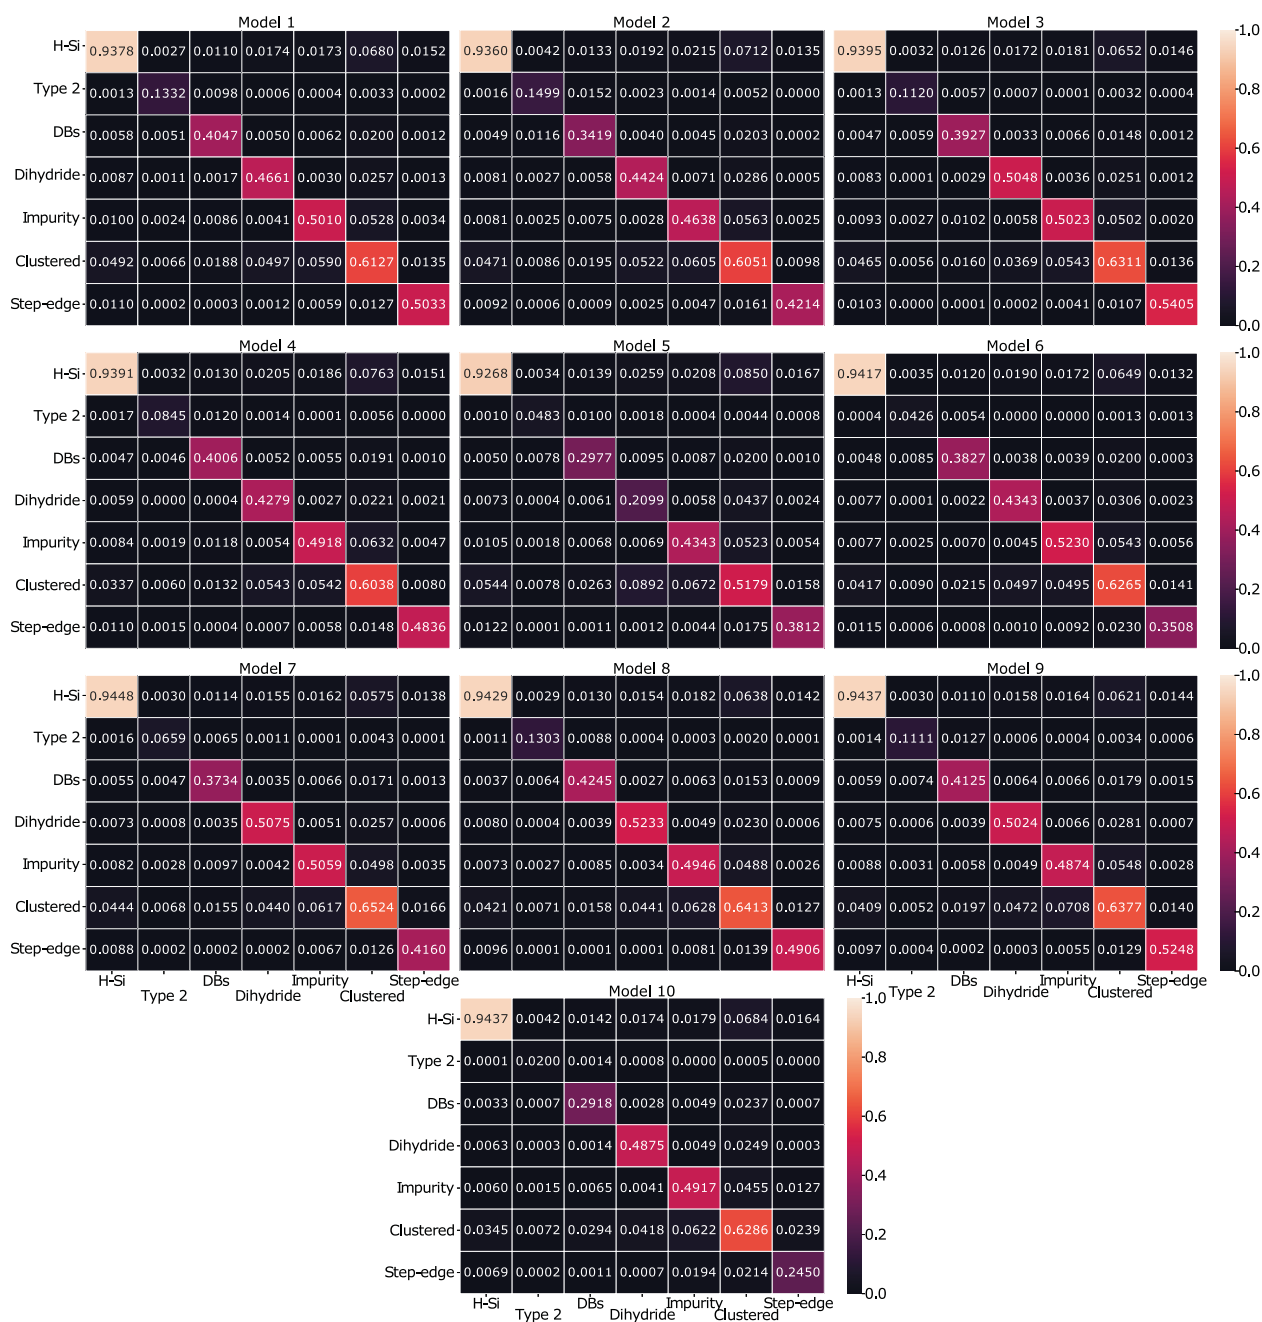 Model 1 Model 2 Model 3
H-Si 0.9378 0.0027 0.0110 0.0174 0.0173 0.0680 0.0152 0.9360 0.0042 0.0133 0.0192 0.0215 0.0712 0.0135 0.9395 0.0032 0.0126 0.0172 0.0181 0.0652 0.0146 1.0
Type 2 0.0013 0.1332 0.0098 0.0006 0.0004 0.0033 0.0002 0.0016 0.1499 0.0152 0.0023 0.0014 0.0052 0.0000 0.0013 0.1120 0.0057 0.0007 0.0001 0.0032 0.0004 0.8
DBs 0.0058 0.0051 0.4047 0.0050 0.0062 0.0200 0.0012 0.0049 0.0116 0.3419 0.0040 0.0045 0.0203 0.0002 0.0047 0.0059 0.3927 0.0033 0.0066 0.0148 0.0012 0.6
Dihydride 0.0087 0.0011 0.0017 0.4661 0.0030 0.0257 0.0013 0.0081 0.0027 0.0058 0.4424 0.0071 0.0286 0.0005 0.0083 0.0001 0.0029 0.5048 0.0036 0.0251 0.0012
Impurity 0.0100 0.0024 0.0086 0.0041 0.5010 0.0528 0.0034 0.0081 0.0025 0.0075 0.0028 0.4638 0.0563 0.0025 0.0093 0.0027 0.0102 0.0058 0.5023 0.0502 0.0020 0.4
Clustered 0.0492 0.0066 0.0188 0.0497 0.0590 0.6127 0.0135 0.0471 0.0086 0.0195 0.0522 0.0605 0.6051 0.0098 0.0465 0.0056 0.0160 0.0369 0.0543 0.6311 0.0136 0.2
Step-edge 0.0110 0.0002 0.0003 0.0012 0.0059 0.0127 0.5033 0.0092 0.0006 0.0009 0.0025 0.0047 0.0161 0.4214 0.0103 0.0000 0.0001 0.0002 0.0041 0.0107 0.5405 0.0
Model 4 Model 5 Model 6
H-Si 0.9391 0.0032 0.0130 0.0205 0.0186 0.0763 0.0151 0.9268 0.0034 0.0139 0.0259 0.0208 0.0850 0.0167 0.9417 0.0035 0.0120 0.0190 0.0172 0.0649 0.0132 1.0
Type 2 0.0017 0.0845 0.0120 0.0014 0.0001 0.0056 0.0000 0.0010 0.0483 0.0100 0.0018 0.0004 0.0044 0.0008 0.0004 0.0426 0.0054 0.0000 0.0000 0.0013 0.0013 0.8
DBs 0.0047 0.0046 0.4006 0.0052 0.0055 0.0191 0.0010 0.0050 0.0078 0.2977 0.0095 0.0087 0.0200 0.0010 0.0048 0.0085 0.3827 0.0038 0.0039 0.0200 0.0003 0.6
Dihydride 0.0059 0.0000 0.0004 0.4279 0.0027 0.0221 0.0021 0.0073 0.0004 0.0061 0.2099 0.0058 0.0437 0.0024 0.0077 0.0001 0.0022 0.4343 0.0037 0.0306 0.0023
Impurity 0.0084 0.0019 0.0118 0.0054 0.4918 0.0632 0.0047 0.0105 0.0018 0.0068 0.0069 0.4343 0.0523 0.0054 0.0077 0.0025 0.0070 0.0045 0.5230 0.0543 0.0056 0.4
Clustered 0.0337 0.0060 0.0132 0.0543 0.0542 0.6038 0.0080 0.0544 0.0078 0.0263 0.0892 0.0672 0.5179 0.0158 0.0417 0.0090 0.0215 0.0497 0.0495 0.6265 0.0141 0.2
Step-edge 0.0110 0.0015 0.0004 0.0007 0.0058 0.0148 0.4836 0.0122 0.0001 0.0011 0.0012 0.0044 0.0175 0.3812 0.0115 0.0006 0.0008 0.0010 0.0092 0.0230 0.3508 0.0
Model 7 Model 8 Model 9
H-Si 0.9448 0.0030 0.0114 0.0155 0.0162 0.0575 0.0138 0.9429 0.0029 0.0130 0.0154 0.0182 0.0638 0.0142 0.9437 0.0030 0.0110 0.0158 0.0164 0.0621 0.0144 1.0
Type 2 0.0016 0.0659 0.0065 0.0011 0.0001 0.0043 0.0001 0.0011 0.1303 0.0088 0.0004 0.0003 0.0020 0.0001 0.0014 0.1111 0.0127 0.0006 0.0004 0.0034 0.0006 0.8
DBs 0.0055 0.0047 0.3734 0.0035 0.0066 0.0171 0.0013 0.0037 0.0064 0.4245 0.0027 0.0063 0.0153 0.0009 0.0059 0.0074 0.4125 0.0064 0.0066 0.0179 0.0015 0.6
Dihydride 0.0073 0.0008 0.0035 0.5075 0.0051 0.0257 0.0006 0.0080 0.0004 0.0039 0.5233 0.0049 0.0230 0.0006 0.0075 0.0006 0.0039 0.5024 0.0066 0.0281 0.0007
Impurity 0.0082 0.0028 0.0097 0.0042 0.5059 0.0498 0.0035 0.0073 0.0027 0.0085 0.0034 0.4946 0.0488 0.0026 0.0088 0.0031 0.0058 0.0049 0.4874 0.0548 0.0028 0.4
Clustered 0.0444 0.0068 0.0155 0.0440 0.0617 0.6524 0.0166 0.0421 0.0071 0.0158 0.0441 0.0628 0.6413 0.0127 0.0409 0.0052 0.0197 0.0472 0.0708 0.6377 0.0140 0.2
Step-edge 0.0088 0.0002 0.0002 0.0002 0.0067 0.0126 0.4160 0.0096 0.0001 0.0001 0.0001 0.0081 0.0139 0.4906 0.0097 0.0004 0.0002 0.0003 0.0055 0.0129 0.5248 0.0
H-Si DBs Impurity Step-edge H-Si DBs Impurity Step-edge
Type 2 Dihydride Clustered Type 2 Dihydride Clustered
Model 10
H-Si 0.9437 0.0042 0.0142 0.0174 0.0179 0.0684 0.0164 1.0
Type 2 0.0001 0.0200 0.0014 0.0008 0.0000 0.0005 0.0000 0.8
DBs 0.0033 0.0007 0.2918 0.0028 0.0049 0.0237 0.0007 0.6
Dihydride 0.0063 0.0003 0.0014 0.4875 0.0049 0.0249 0.0003
Impurity 0.0060 0.0015 0.0065 0.0041 0.4917 0.0455 0.0127 0.4
Clustered 0.0345 0.0072 0.0294 0.0418 0.0622 0.6286 0.0239 0.2
Step-edge 0.0069 0.0002 0.0011 0.0007 0.0194 0.0214 0.2450 0.0
H-Si DBs Impurity Step-edge
Type 2 Dihydride Clustered